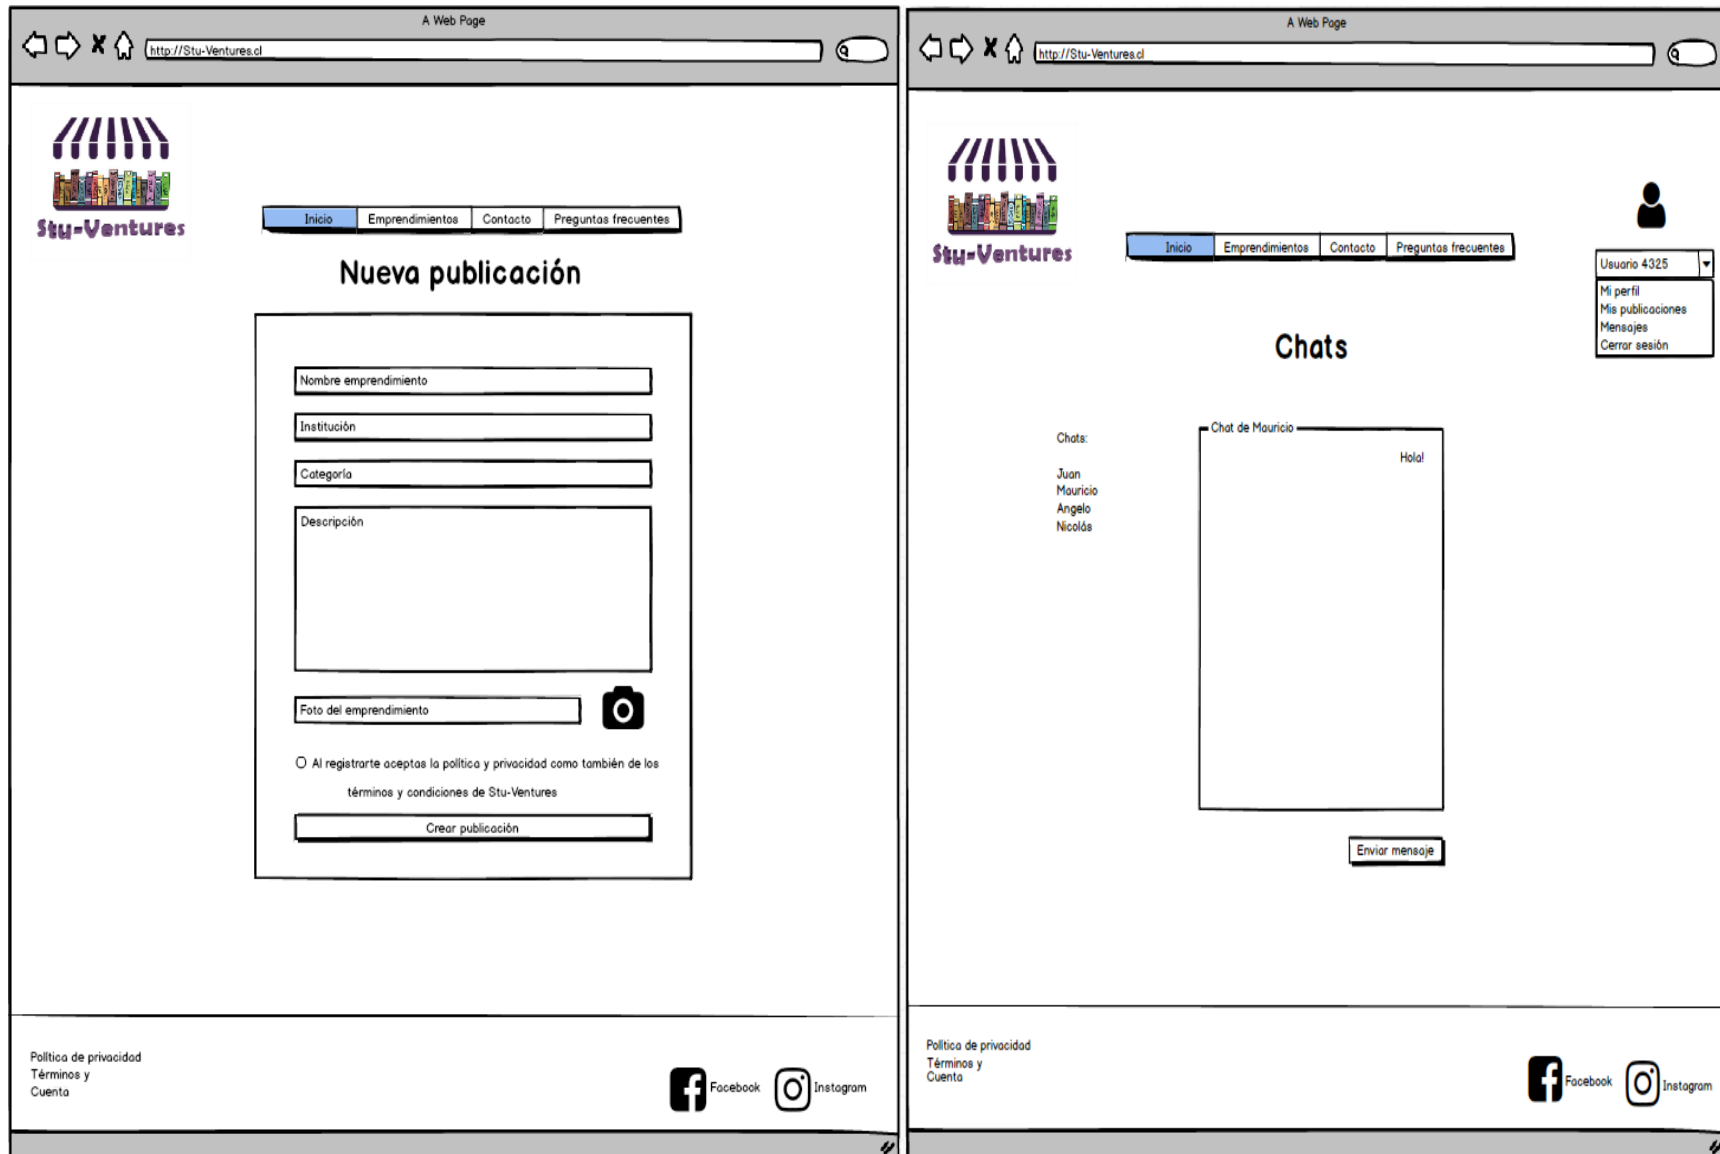 A Web Page
http://Stu-Ventures.cl
Stu-Ventures
Inicio Emprendimientos Contacto Preguntas frecuentes
Nueva publicación
Nombre emprendimiento
Institución
Categoría
Descripción
Foto del emprendimiento
Al registrarte aceptas la política y privacidad como también de los
términos y condiciones de Stu-Ventures
Crear publicación
Política de privacidad
Términos y
Cuenta
Facebook
Instagram
A Web Page
http://Stu-Ventures.cl
Stu-Ventures
Inicio Emprendimientos Contacto Preguntas frecuentes
Usuario 4325
Mi perfil
Mis publicaciones
Mensajes
Cerrar sesión
Chats
Chats:
Juan
Mauricio
Angelo
Nicolás
Chat de Mauricio
Hola!
Enviar mensaje
Política de privacidad
Términos y
Cuenta
Facebook
Instagram